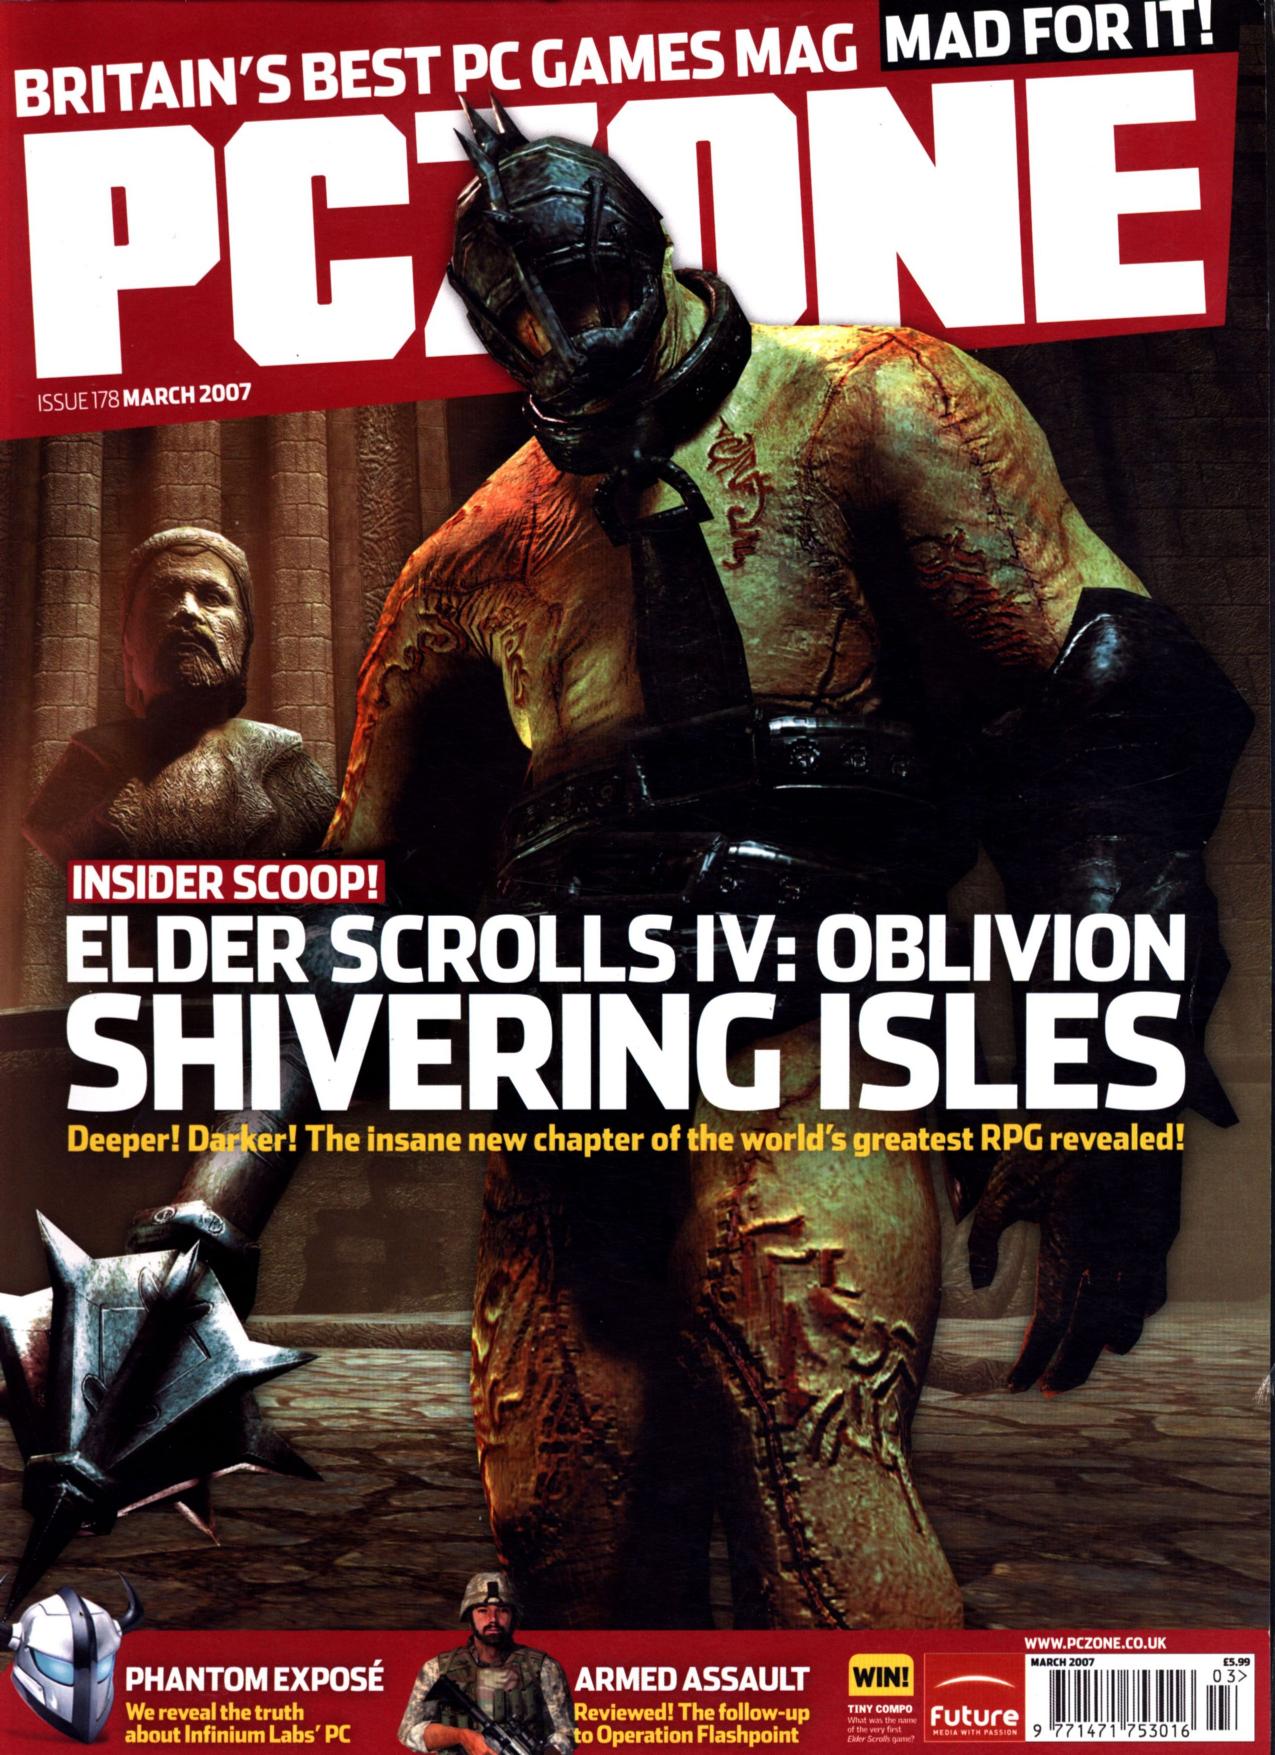 BRITAIN'S BEST PC GAMES MAG
MAD FOR IT!
PCZONE
ISSUE 178 MARCH 2007
INSIDER SCOOP!
ELDER SCROLLS IV: OBLIVION
SHIVERING ISLES
Deeper! Darker! The insane new chapter of the world's greatest RPG revealed!
PHANTOM EXPOSÉ
We reveal the truth
about Infinium Labs' PC
ARMED ASSAULT
Reviewed! The follow-up
to Operation Flashpoint
WIN!
TINY COMPO
What was the name
of the very first
Elder Scrolls game?
Future
MEDIA WITH PASSION
WWW.PCZONE.CO.UK
MARCH 2007
£5.99
03>
9 771471 753016